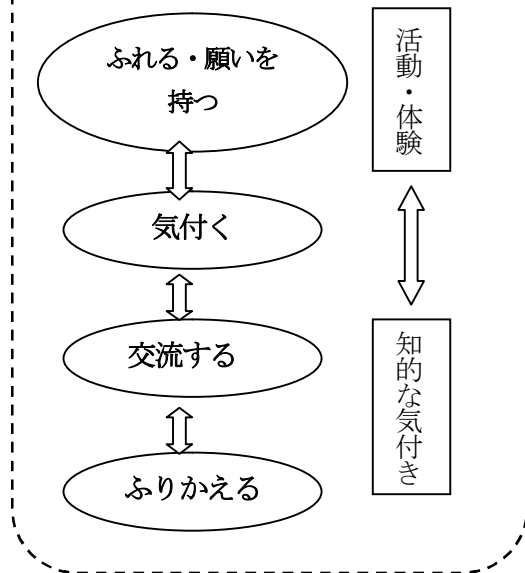 ふれる・願いを
持つ
気付く
交流する
ふりかえる
活動・体験
知的な気付き